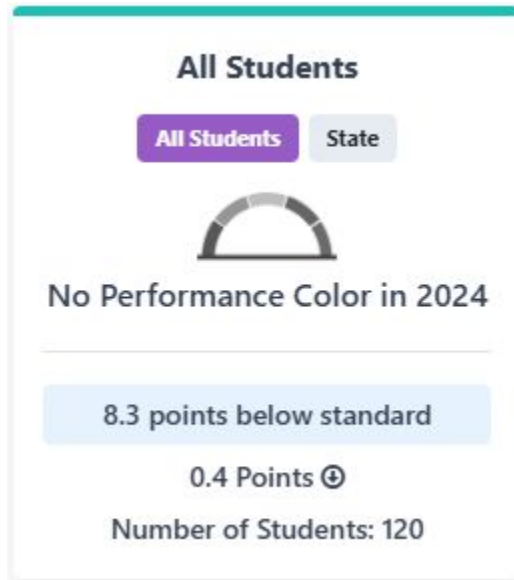 All Students
All Students State
No Performance Color in 2024
8.3 points below standard
0.4 Points
Number of Students: 120